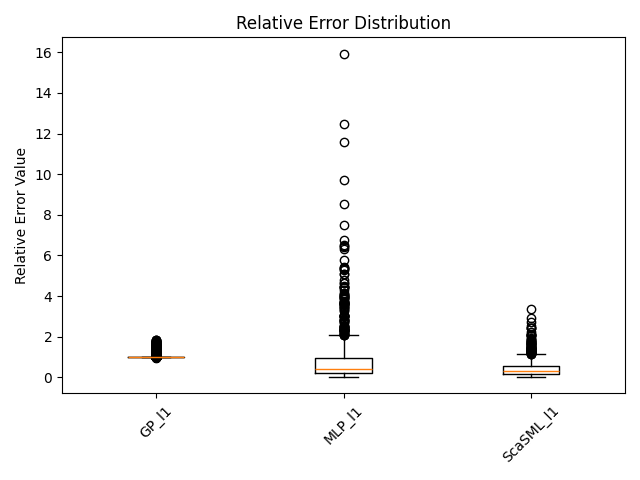 Relative Error Distribution
Relative Error Value
16
14
12
10
8
6
4
2
0
GP_l1
MLP_l1
ScaSML_l1